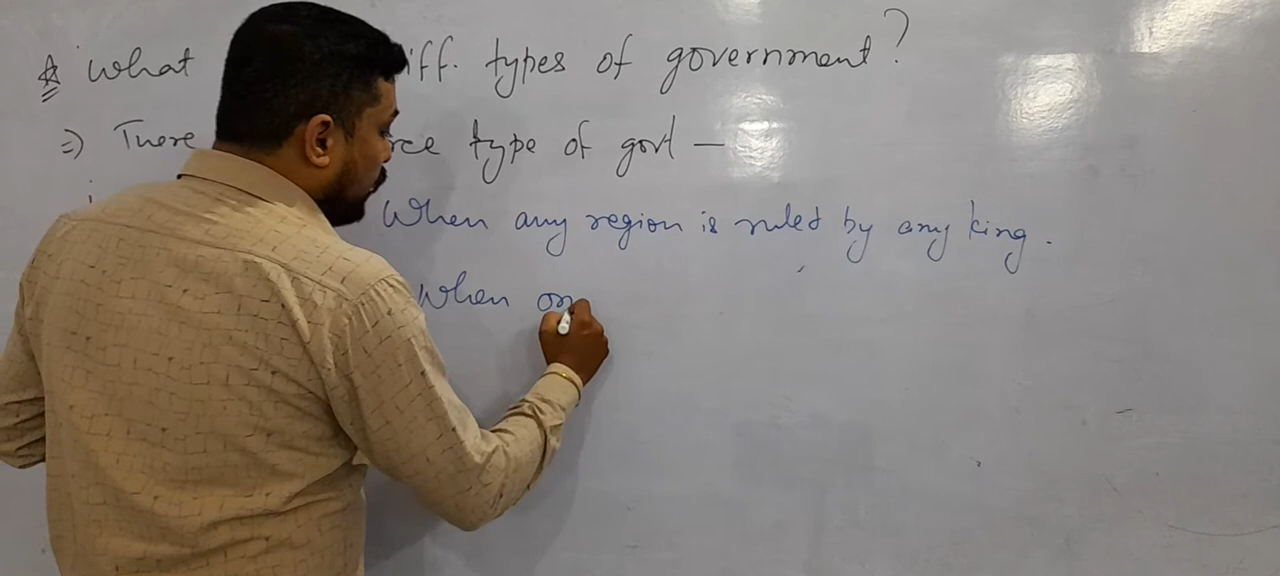 what iff. types of government?
=) There ree type of govt —
When any region is ruled by any king.
When on